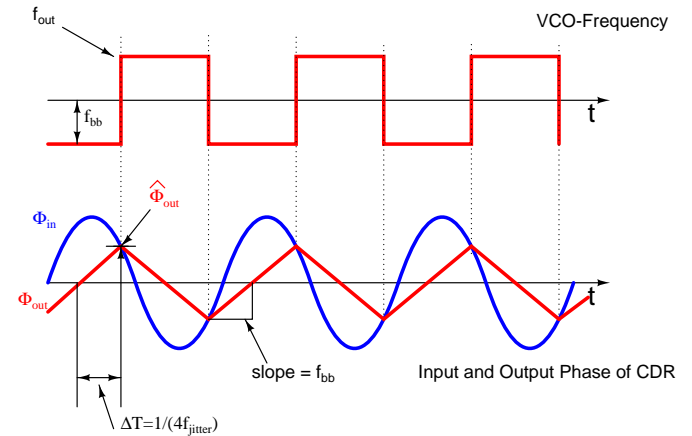 f_out
VCO-Frequency
f_bb
t
Φ_in
Φ̂_out
Φ_out
t
slope = f_bb
Input and Output Phase of CDR
ΔT=1/(4f_jitter)